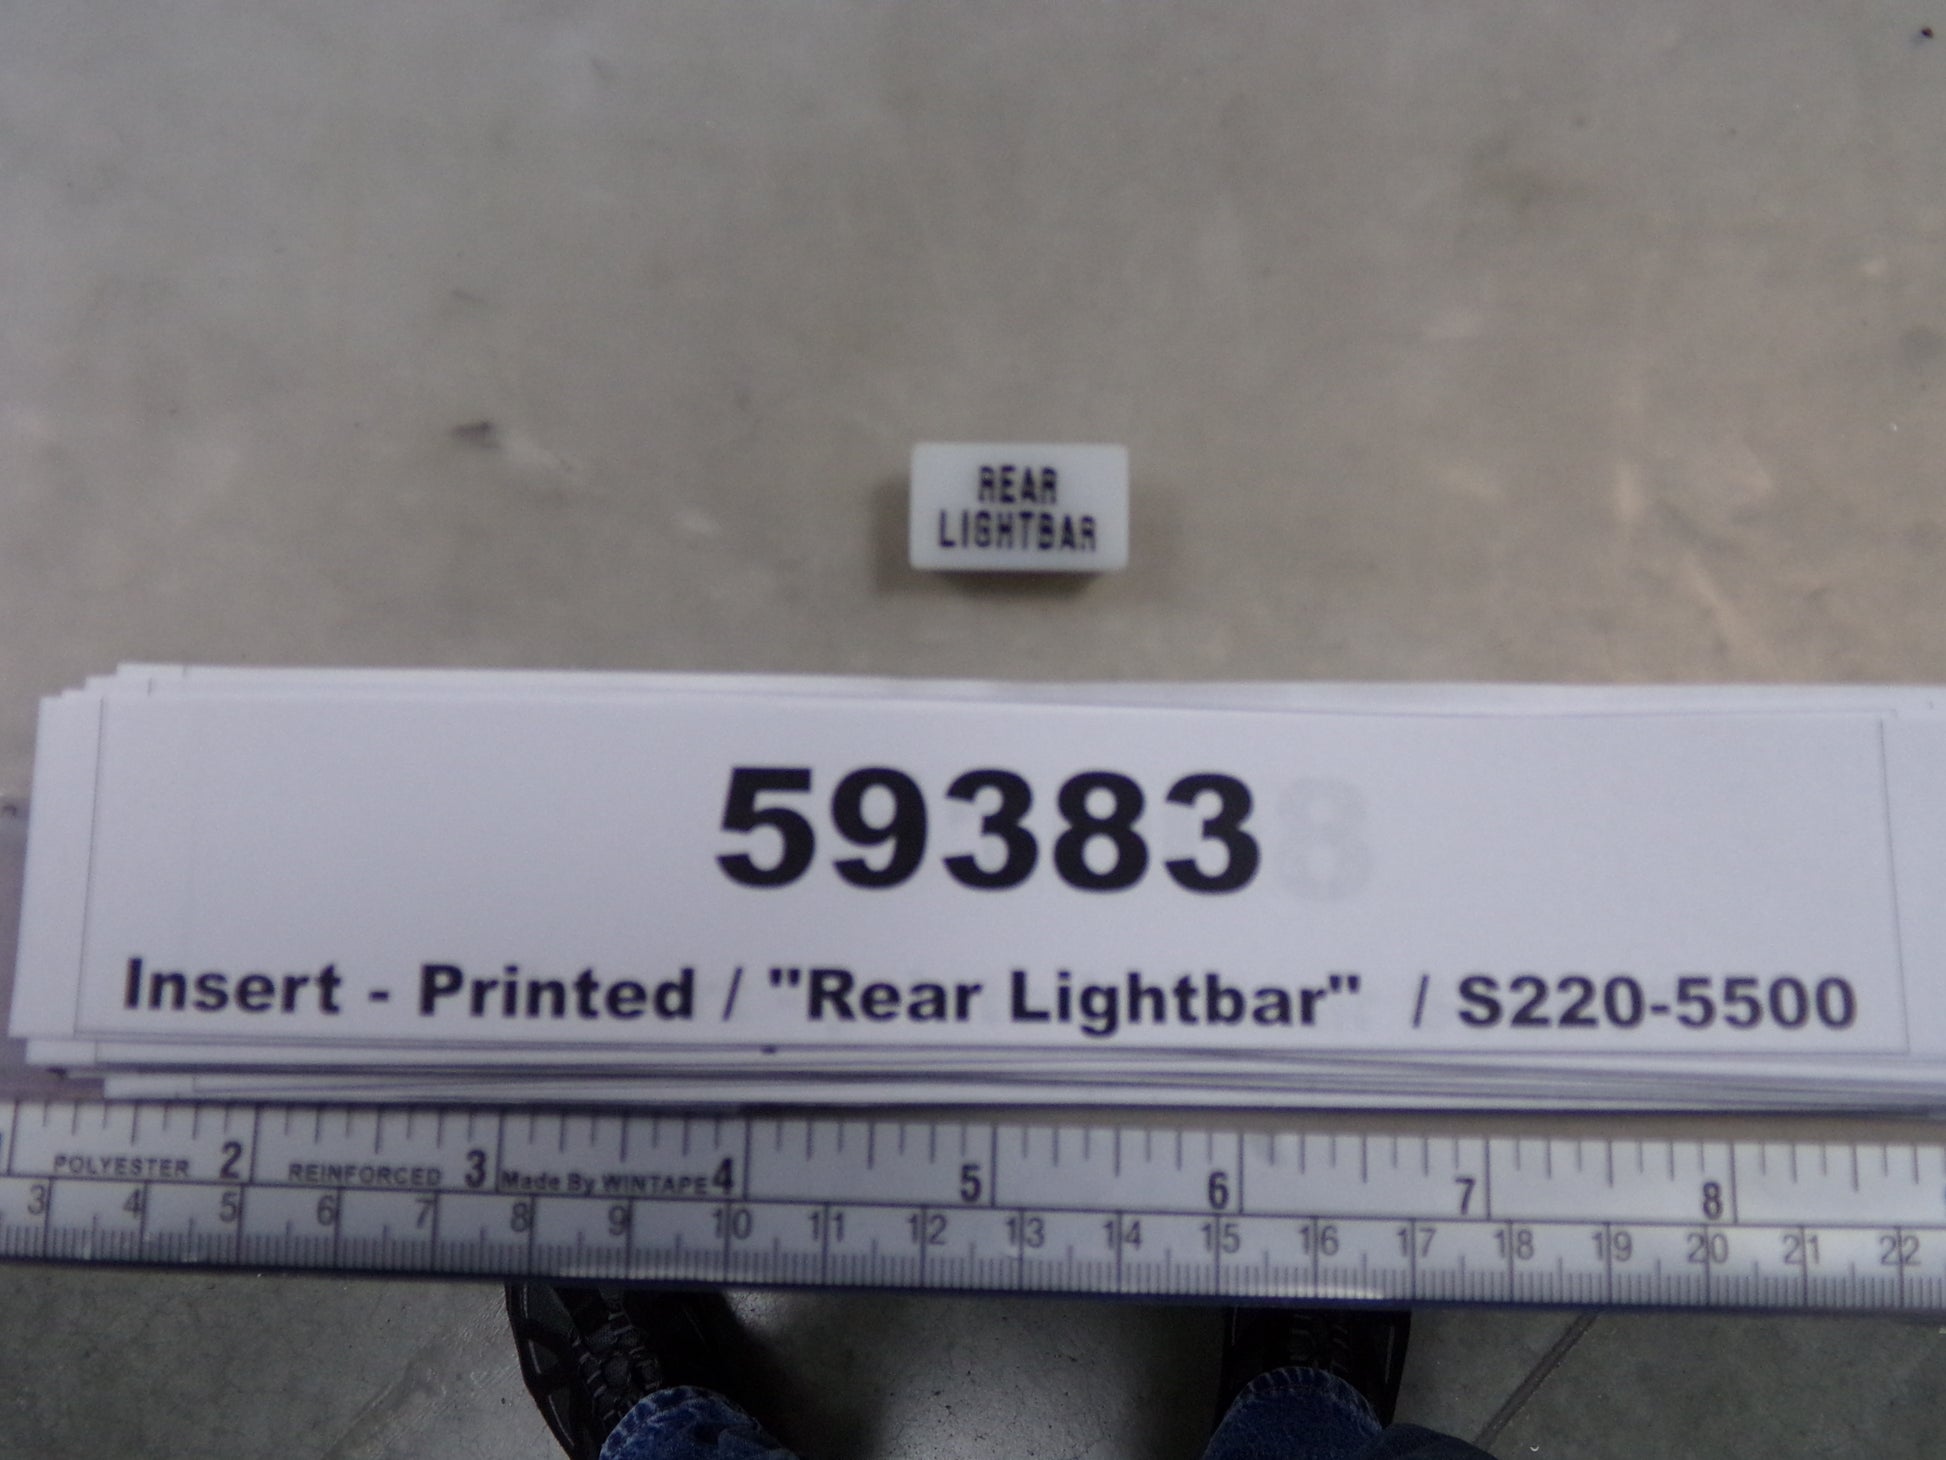 REAR
LIGHTBAR
59383
Insert - Printed / "Rear Lightbar" / S220-5500
POLYESTER 2 REINFORCED 3 Made By WINTAPE 4 5 6 7 8
3 4 5 6 7 8 9 10 11 12 13 14 15 16 17 18 19 20 21 22